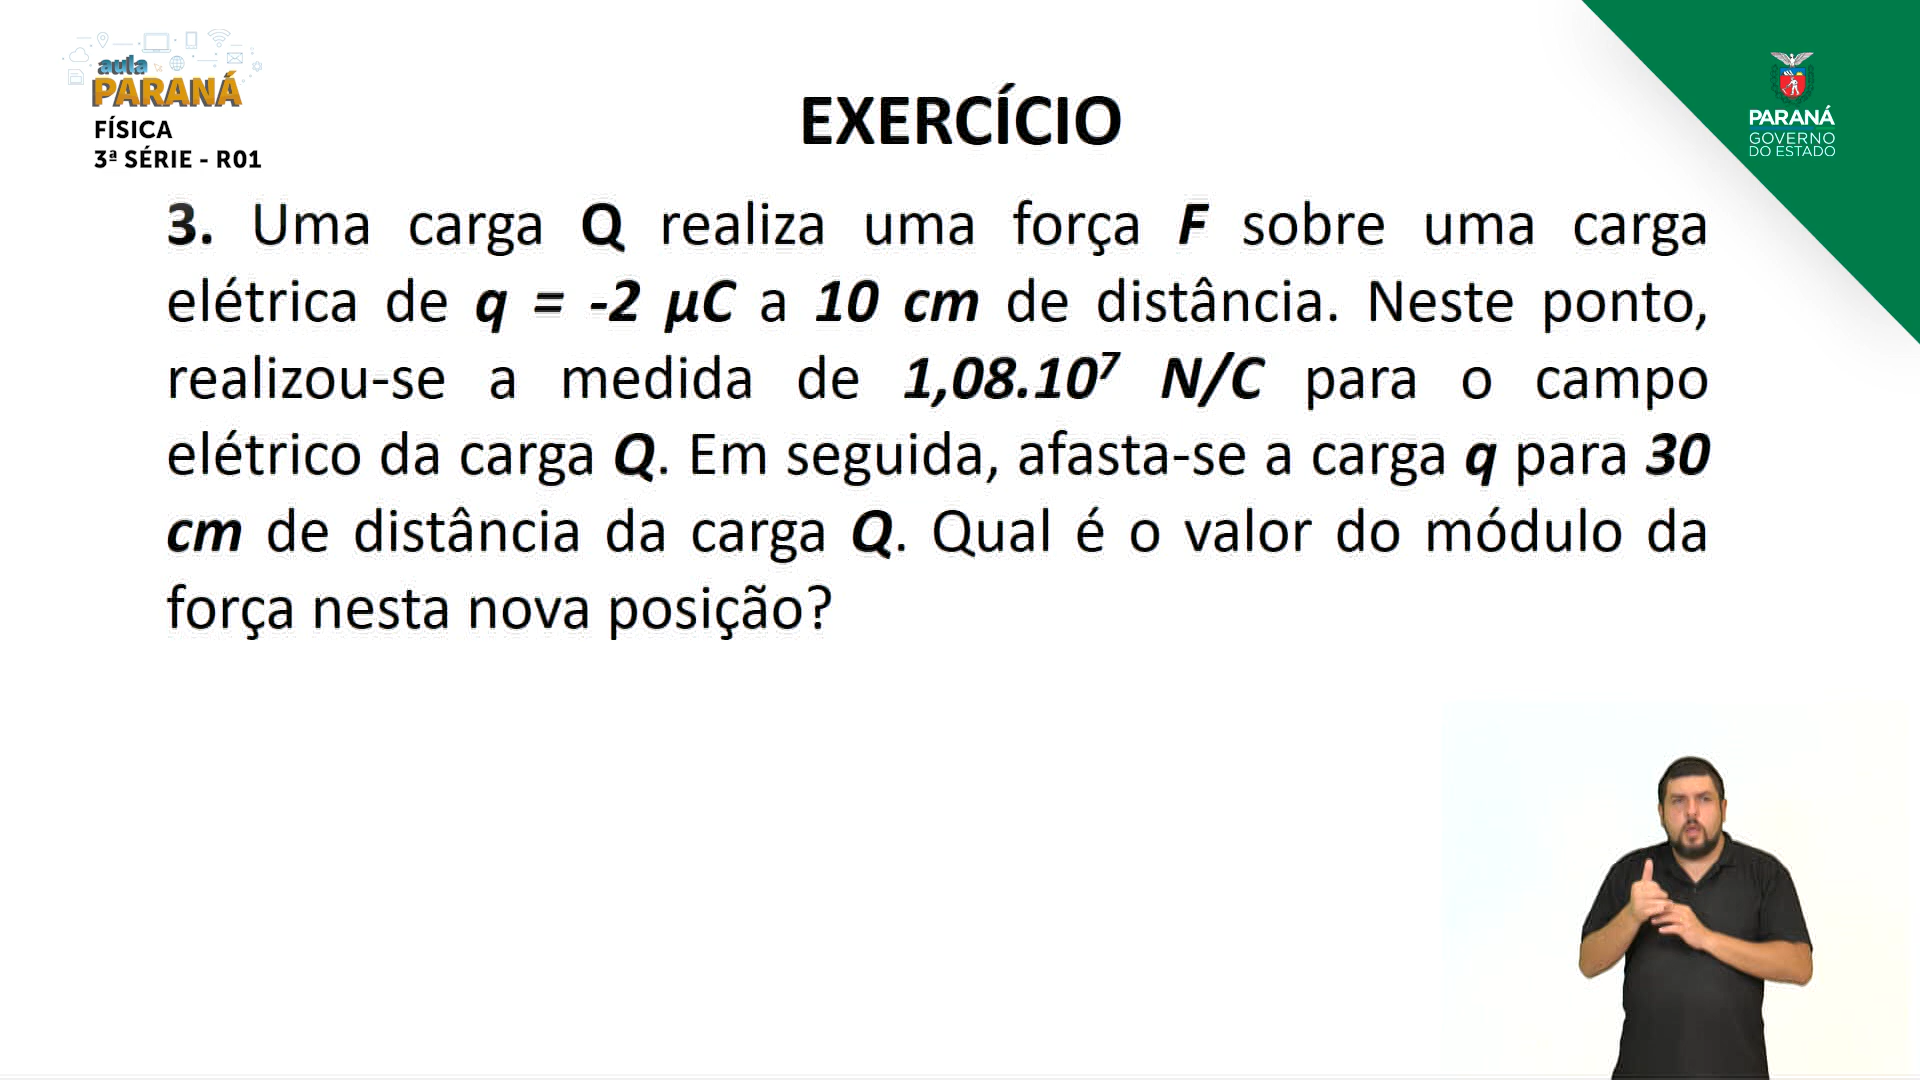 aula
PARANÁ
FÍSICA
3ª SÉRIE - R01
EXERCÍCIO
PARANÁ
GOVERNO
DO ESTADO
3. Uma carga Q realiza uma força F sobre uma carga
elétrica de q = -2 μC a 10 cm de distância. Neste ponto,
realizou-se a medida de 1,08.10⁷ N/C para o campo
elétrico da carga Q. Em seguida, afasta-se a carga q para 30
cm de distância da carga Q. Qual é o valor do módulo da
força nesta nova posição?